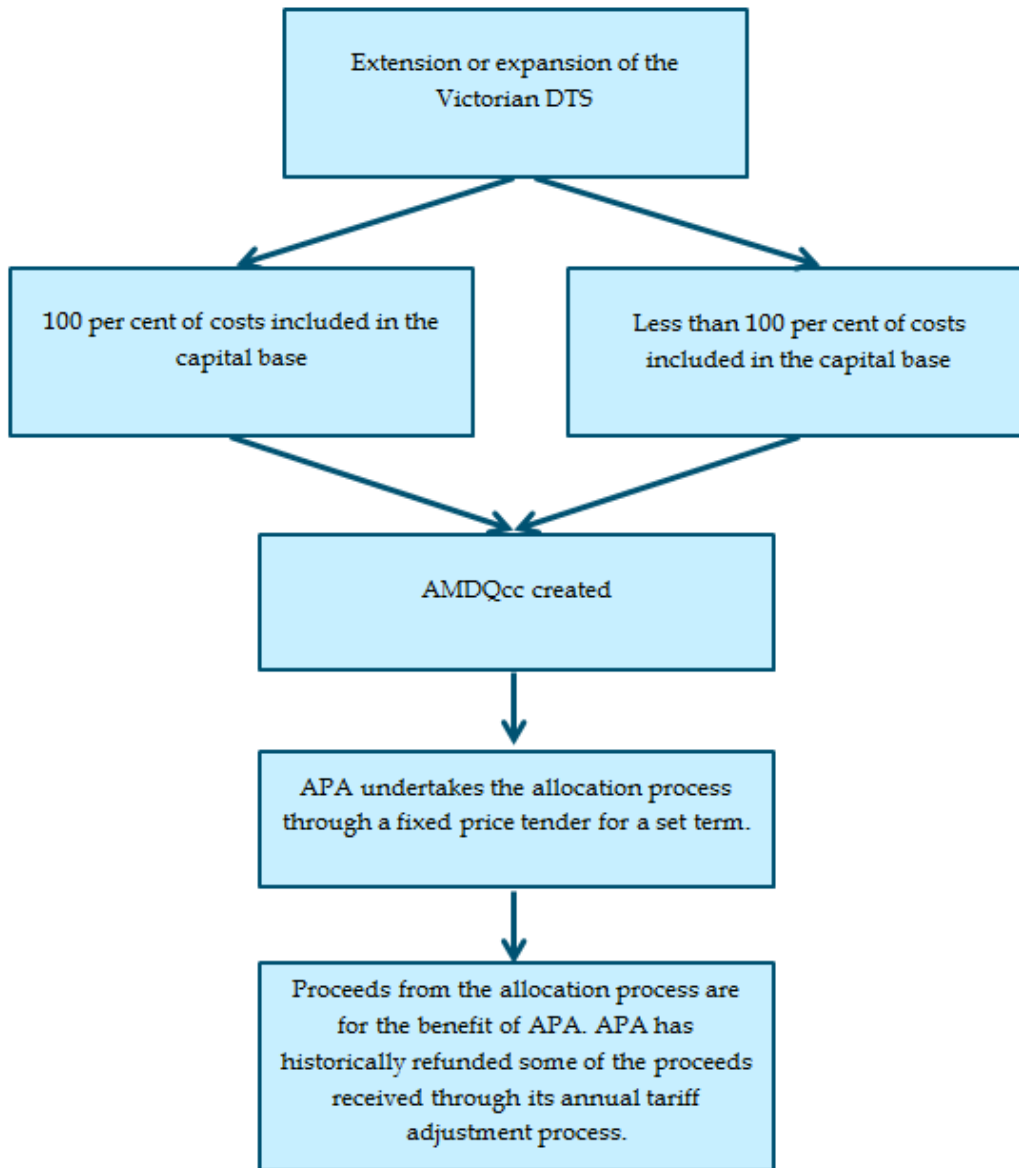 Extension or expansion of the
Victorian DTS
100 per cent of costs included in the
capital base
Less than 100 per cent of costs
included in the capital base
AMDQcc created
APA undertakes the allocation process
through a fixed price tender for a set term.
Proceeds from the allocation process are
for the benefit of APA. APA has
historically refunded some of the proceeds
received through its annual tariff
adjustment process.